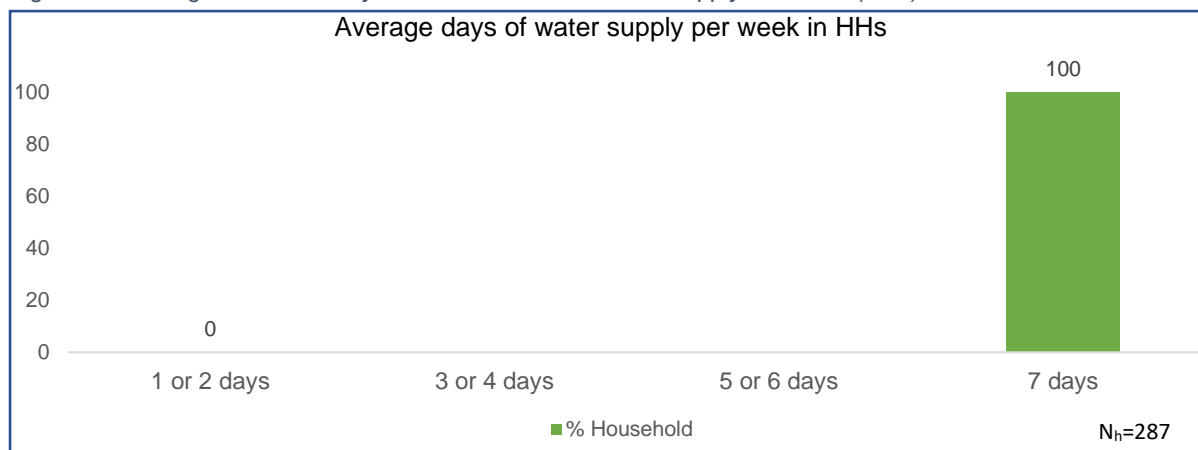 Average days of water supply per week in HHs
100
100
80
60
40
20
0
0
1 or 2 days
3 or 4 days
5 or 6 days
7 days
% Household
Nₕ=287